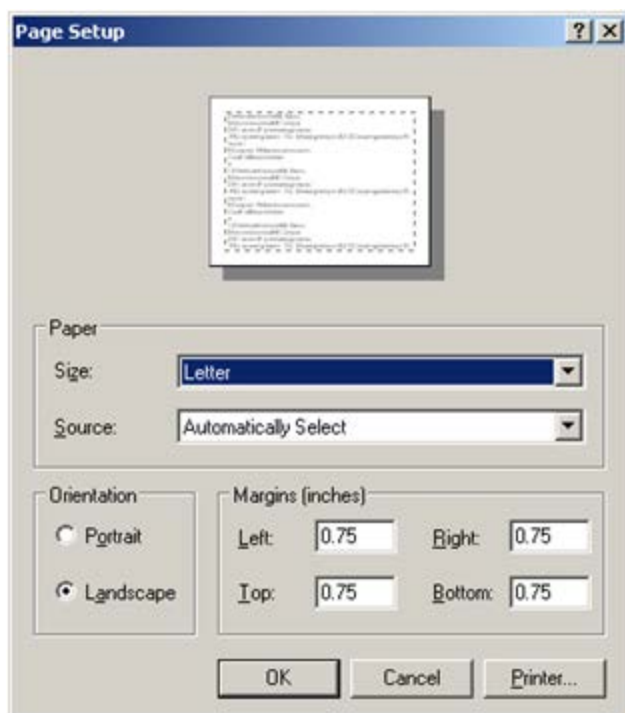 Page Setup
Paper
Size: Letter
Source: Automatically Select
Orientation
Portrait
Landscape
Margins (inches)
Left: 0.75 Right: 0.75
Top: 0.75 Bottom: 0.75
OK Cancel Printer...